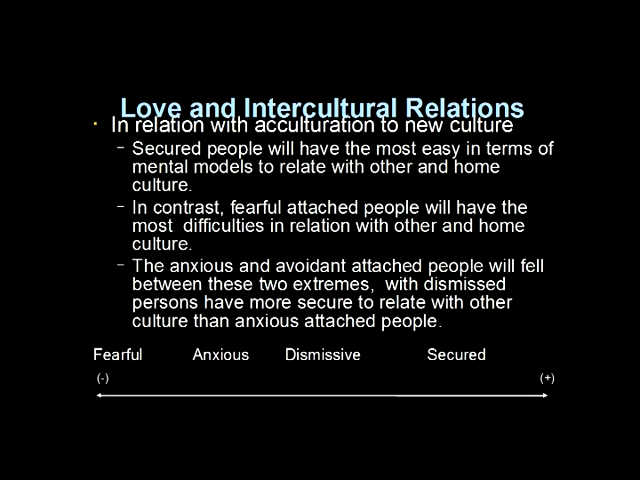 Love and Intercultural Relations
· In relation with acculturation to new culture
– Secured people will have the most easy in terms of
mental models to relate with other and home
culture.
– In contrast, fearful attached people will have the
most difficulties in relation with other and home
culture.
– The anxious and avoidant attached people will fell
between these two extremes, with dismissed
persons have more secure to relate with other
culture than anxious attached people.
Fearful Anxious Dismissive Secured
(-) (+)